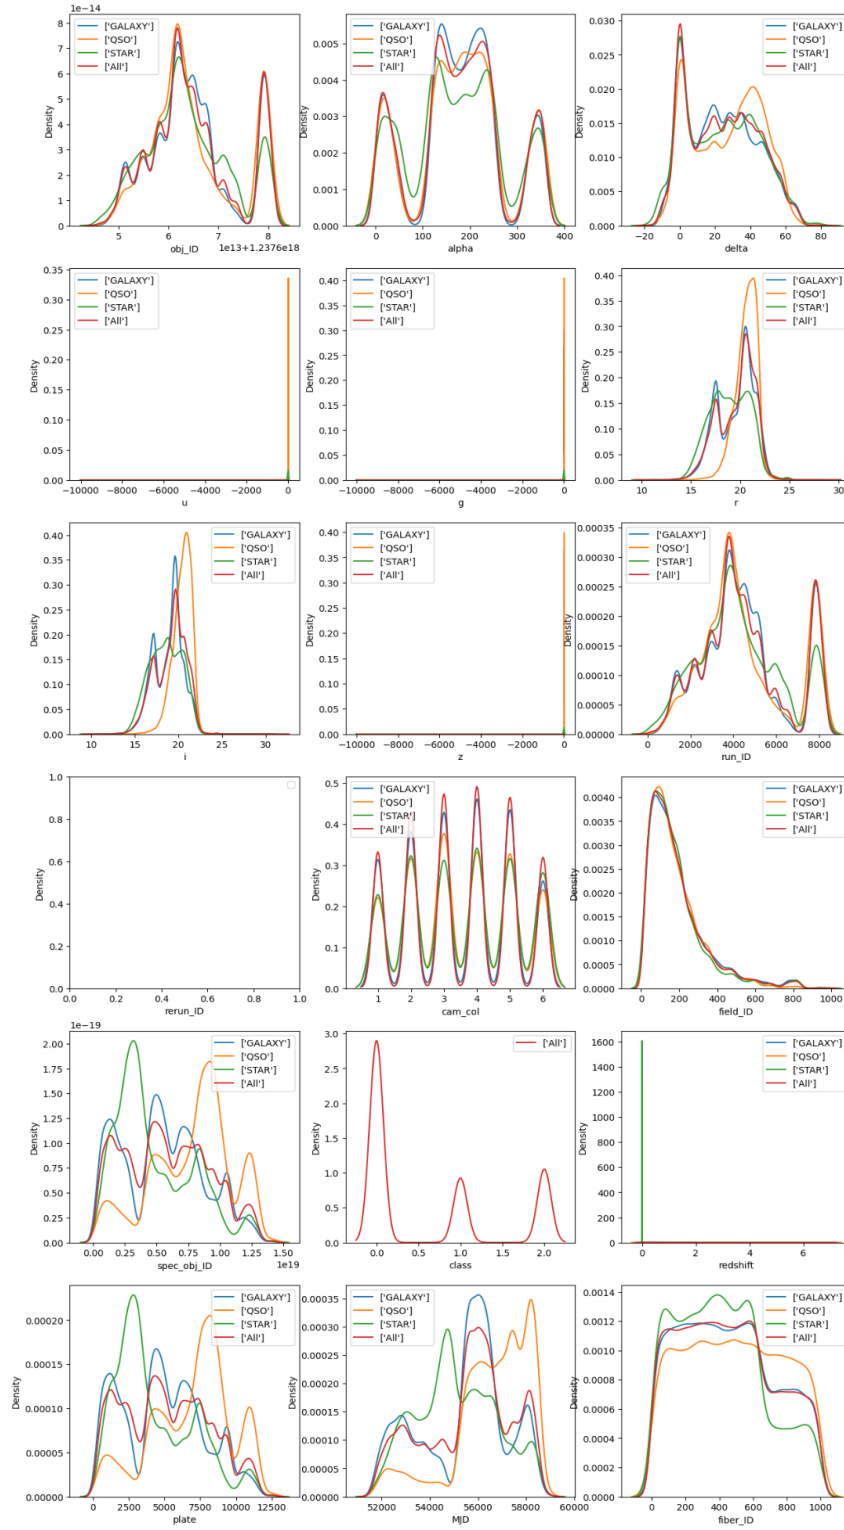 1e−14
['GALAXY']
['QSO']
['STAR']
['All']
8
7
6
5
4
3
2
1
0
Density
5 6 7 8
obj_ID
1e13+1.2376e18
['GALAXY']
['QSO']
['STAR']
['All']
0.005
0.004
0.003
0.002
0.001
0.000
Density
0 100 200 300 400
alpha
['GALAXY']
['QSO']
['STAR']
['All']
0.030
0.025
0.020
0.015
0.010
0.005
0.000
Density
−20 0 20 40 60 80
delta
['GALAXY']
['QSO']
['STAR']
['All']
0.35
0.30
0.25
0.20
0.15
0.10
0.05
0.00
Density
−10000 −8000 −6000 −4000 −2000 0
u
['GALAXY']
['QSO']
['STAR']
['All']
0.40
0.35
0.30
0.25
0.20
0.15
0.10
0.05
0.00
Density
−10000 −8000 −6000 −4000 −2000 0
g
['GALAXY']
['QSO']
['STAR']
['All']
0.40
0.35
0.30
0.25
0.20
0.15
0.10
0.05
0.00
Density
10 15 20 25 30
r
['GALAXY']
['QSO']
['STAR']
['All']
0.40
0.35
0.30
0.25
0.20
0.15
0.10
0.05
0.00
Density
10 15 20 25 30
i
['GALAXY']
['QSO']
['STAR']
['All']
0.40
0.35
0.30
0.25
0.20
0.15
0.10
0.05
0.00
Density
−10000 −8000 −6000 −4000 −2000 0
z
['GALAXY']
['QSO']
['STAR']
['All']
0.00035
0.00030
0.00025
0.00020
0.00015
0.00010
0.00005
0.00000
Density
0 2000 4000 6000 8000
run_ID
1.0
0.8
0.6
0.4
0.2
0.0
Density
0.0 0.2 0.4 0.6 0.8 1.0
rerun_ID
['GALAXY']
['QSO']
['STAR']
['All']
0.5
0.4
0.3
0.2
0.1
0.0
Density
1 2 3 4 5 6
cam_col
['GALAXY']
['QSO']
['STAR']
['All']
0.0040
0.0035
0.0030
0.0025
0.0020
0.0015
0.0010
0.0005
0.0000
Density
0 200 400 600 800 1000
field_ID
1e−19
['GALAXY']
['QSO']
['STAR']
['All']
2.00
1.75
1.50
1.25
1.00
0.75
0.50
0.25
0.00
Density
0.00 0.25 0.50 0.75 1.00 1.25 1.50
spec_obj_ID
1e19
['All']
3.0
2.5
2.0
1.5
1.0
0.5
0.0
Density
0.0 0.5 1.0 1.5 2.0
class
['GALAXY']
['QSO']
['STAR']
['All']
1600
1400
1200
1000
800
600
400
200
0
Density
0 2 4 6
redshift
['GALAXY']
['QSO']
['STAR']
['All']
0.00020
0.00015
0.00010
0.00005
0.00000
Density
0 2500 5000 7500 10000 12500
plate
['GALAXY']
['QSO']
['STAR']
['All']
0.00035
0.00030
0.00025
0.00020
0.00015
0.00010
0.00005
0.00000
Density
52000 54000 56000 58000 60000
MJD
['GALAXY']
['QSO']
['STAR']
['All']
0.0014
0.0012
0.0010
0.0008
0.0006
0.0004
0.0002
0.0000
Density
0 200 400 600 800 1000
fiber_ID